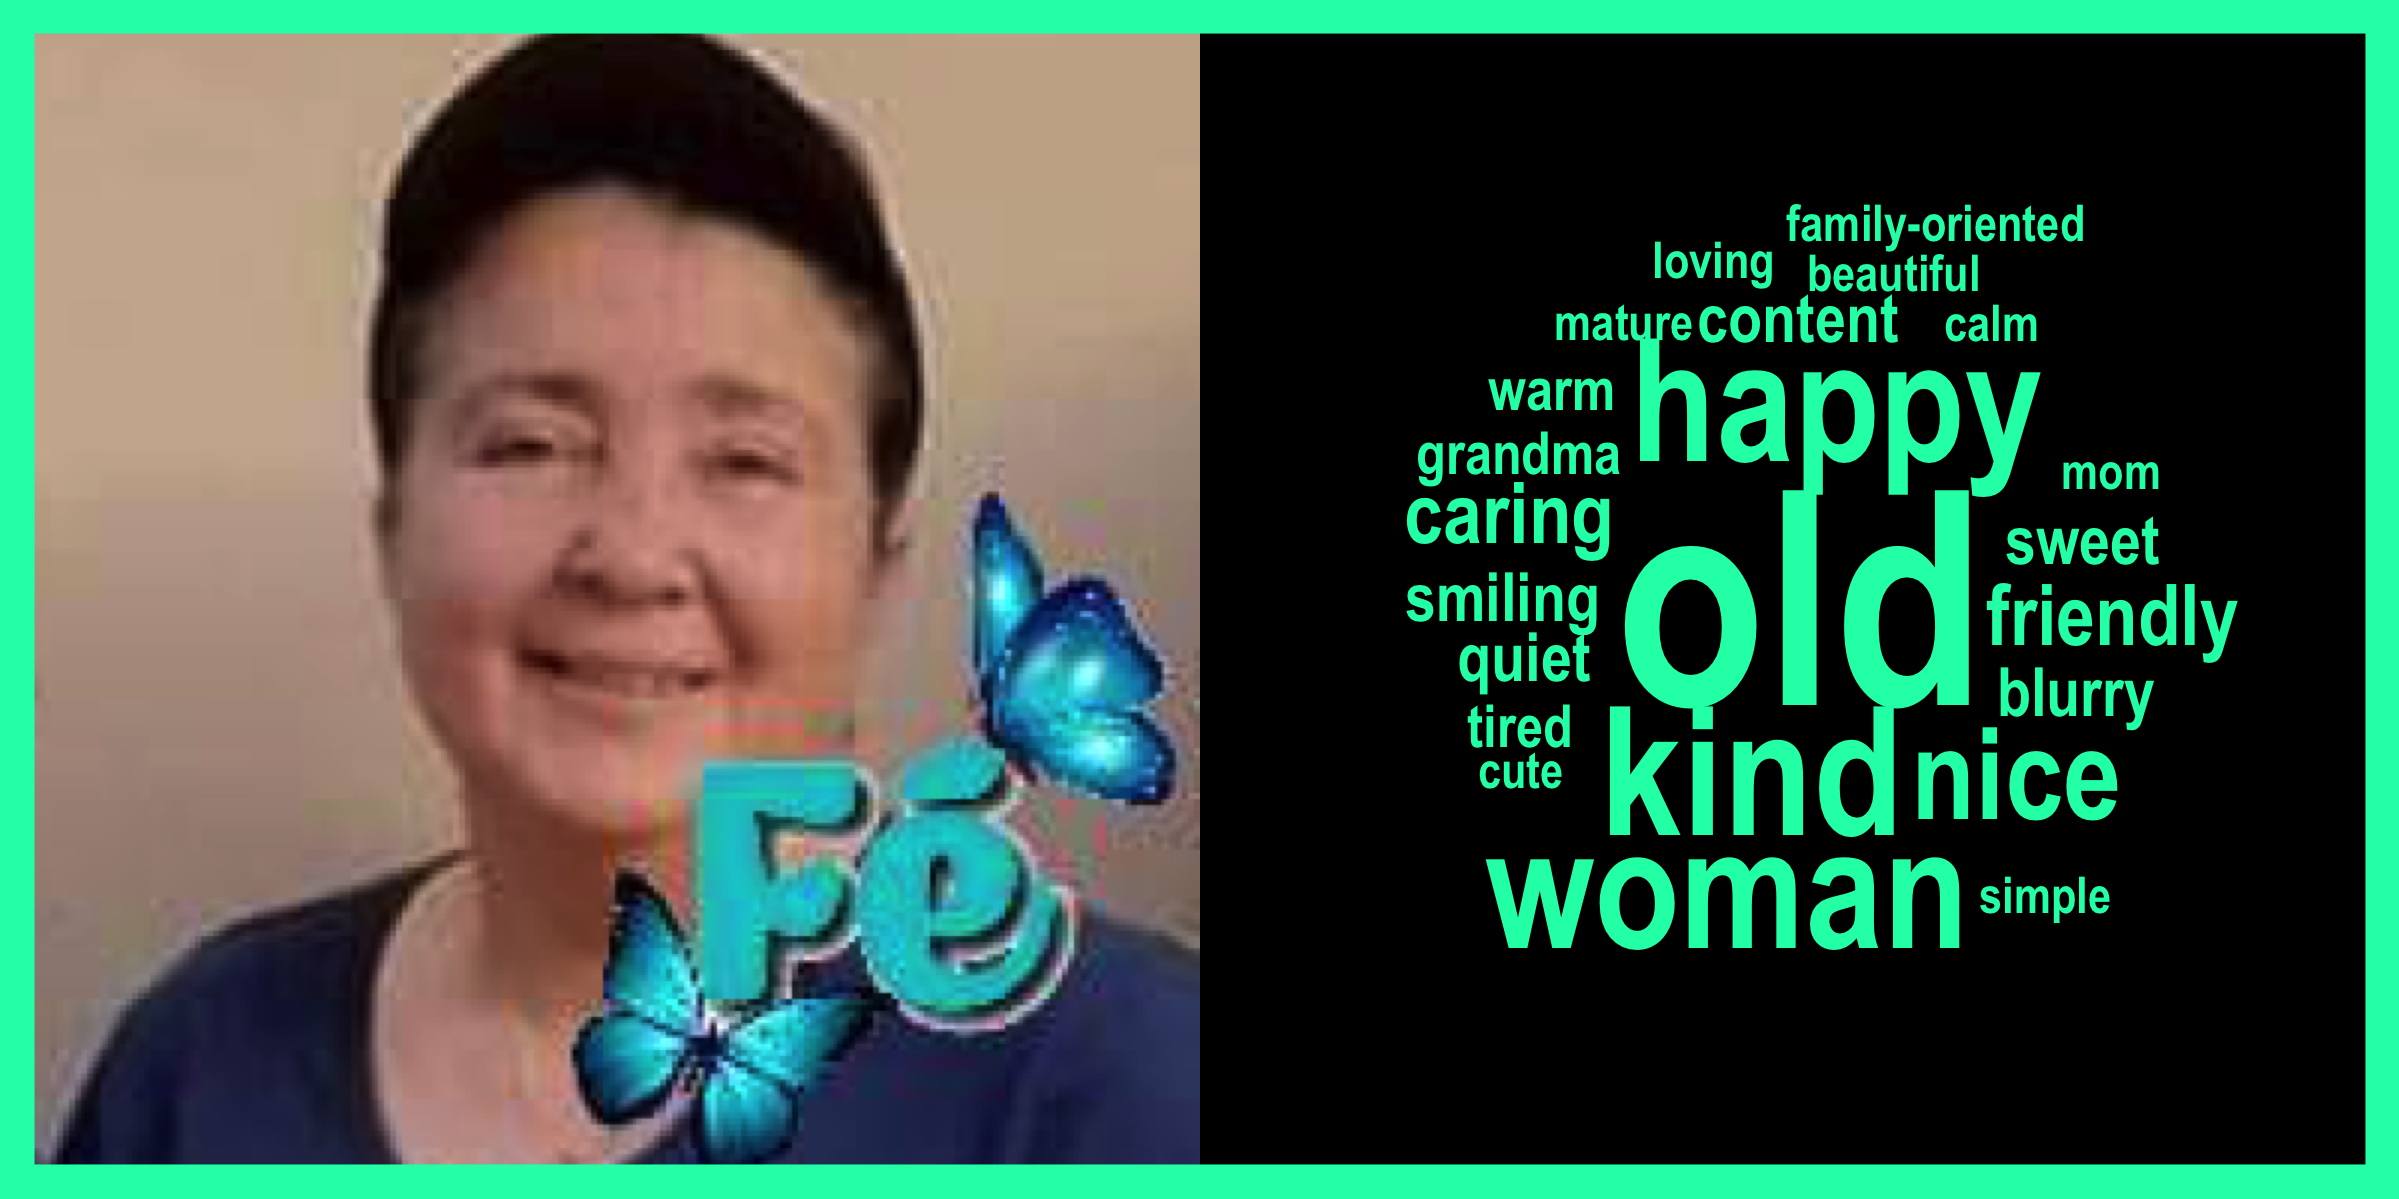 Fé
family-oriented
loving
beautiful
mature content calm
happy
warm
grandma
mom
caring
old
sweet
smiling
friendly
quiet
blurry
tired
kind nice
cute
woman
simple